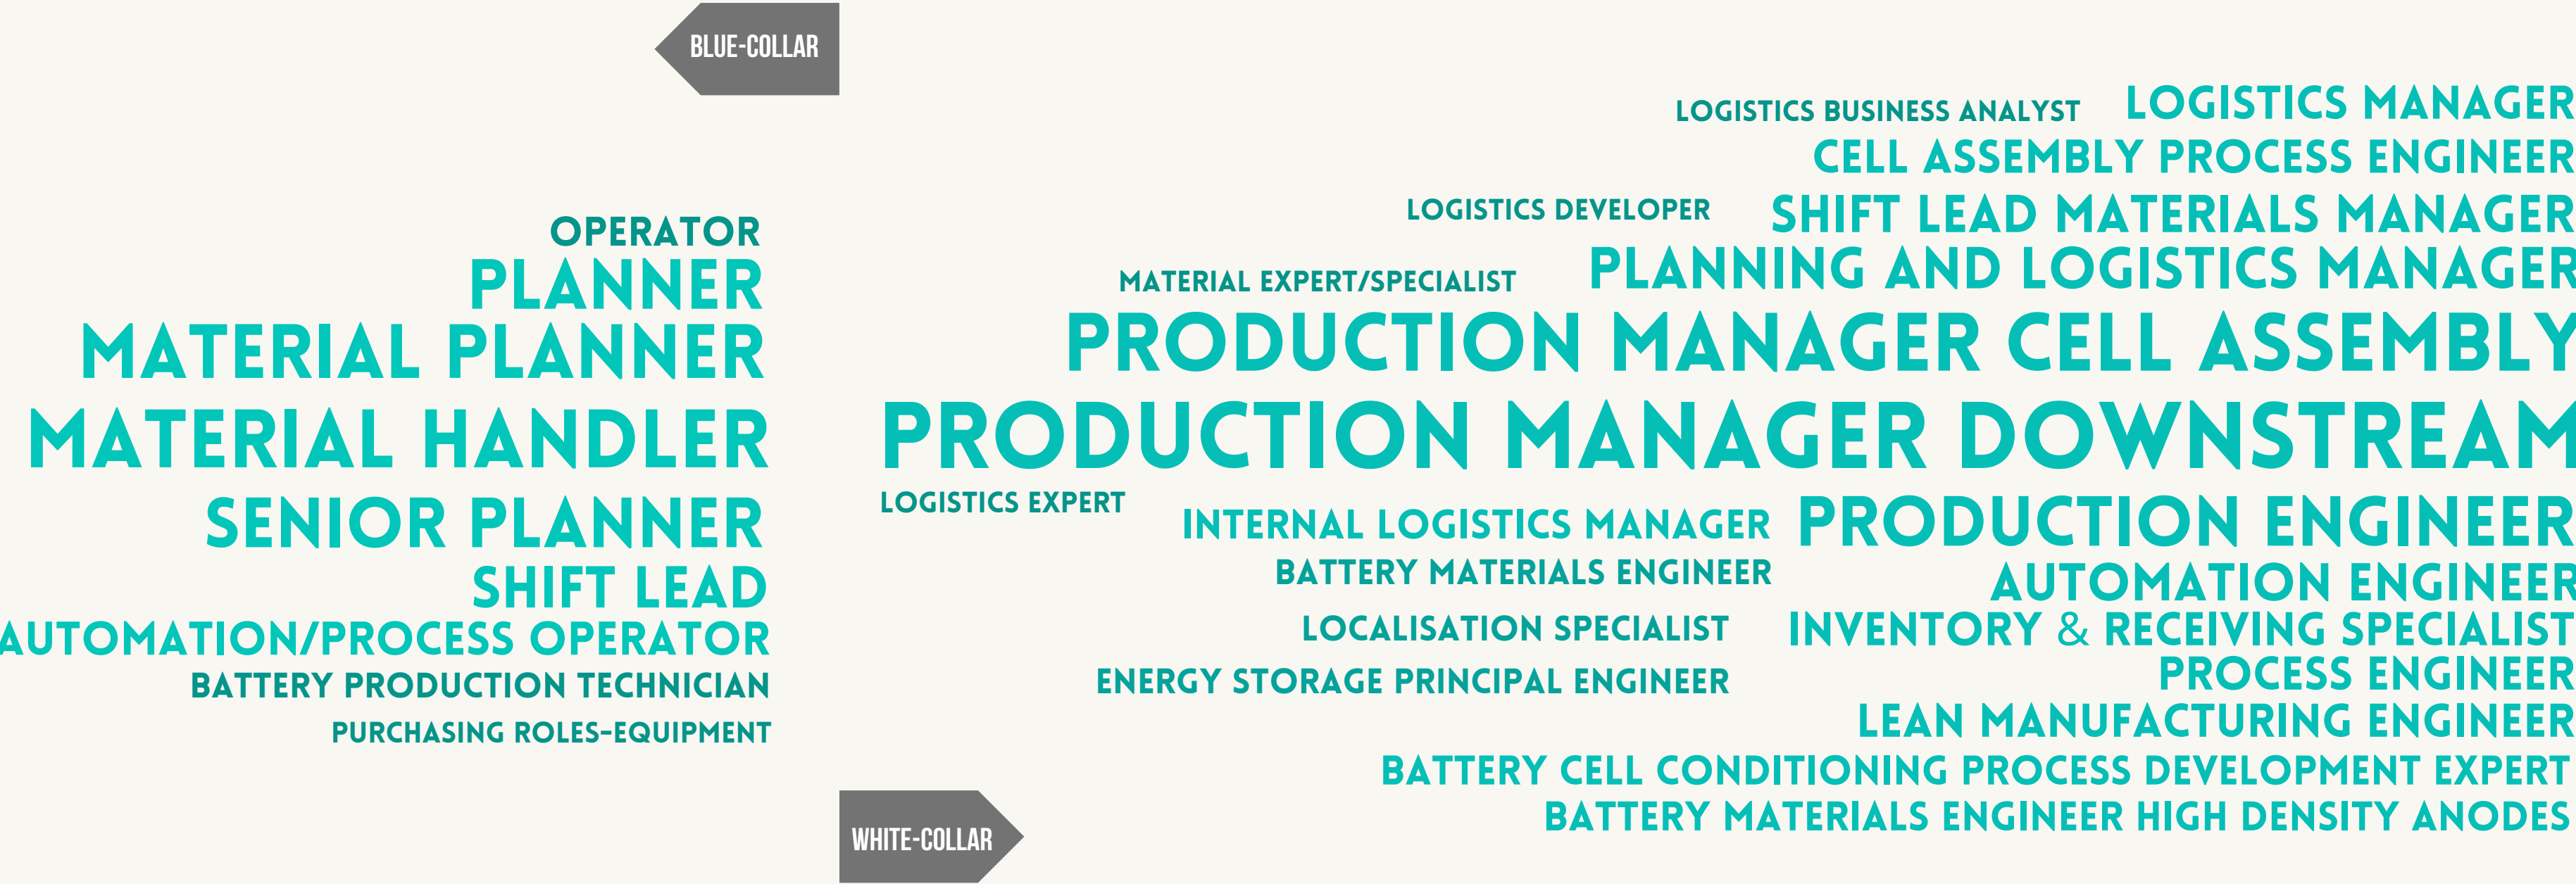 BLUE-COLLAR
OPERATOR
PLANNER
MATERIAL PLANNER
MATERIAL HANDLER
SENIOR PLANNER
SHIFT LEAD
AUTOMATION/PROCESS OPERATOR
BATTERY PRODUCTION TECHNICIAN
PURCHASING ROLES-EQUIPMENT
LOGISTICS BUSINESS ANALYST
LOGISTICS MANAGER
CELL ASSEMBLY PROCESS ENGINEER
LOGISTICS DEVELOPER
SHIFT LEAD MATERIALS MANAGER
MATERIAL EXPERT/SPECIALIST
PLANNING AND LOGISTICS MANAGER
PRODUCTION MANAGER CELL ASSEMBLY
PRODUCTION MANAGER DOWNSTREAM
LOGISTICS EXPERT
INTERNAL LOGISTICS MANAGER
PRODUCTION ENGINEER
BATTERY MATERIALS ENGINEER
AUTOMATION ENGINEER
LOCALISATION SPECIALIST
INVENTORY & RECEIVING SPECIALIST
ENERGY STORAGE PRINCIPAL ENGINEER
PROCESS ENGINEER
LEAN MANUFACTURING ENGINEER
BATTERY CELL CONDITIONING PROCESS DEVELOPMENT EXPERT
BATTERY MATERIALS ENGINEER HIGH DENSITY ANODES
WHITE-COLLAR